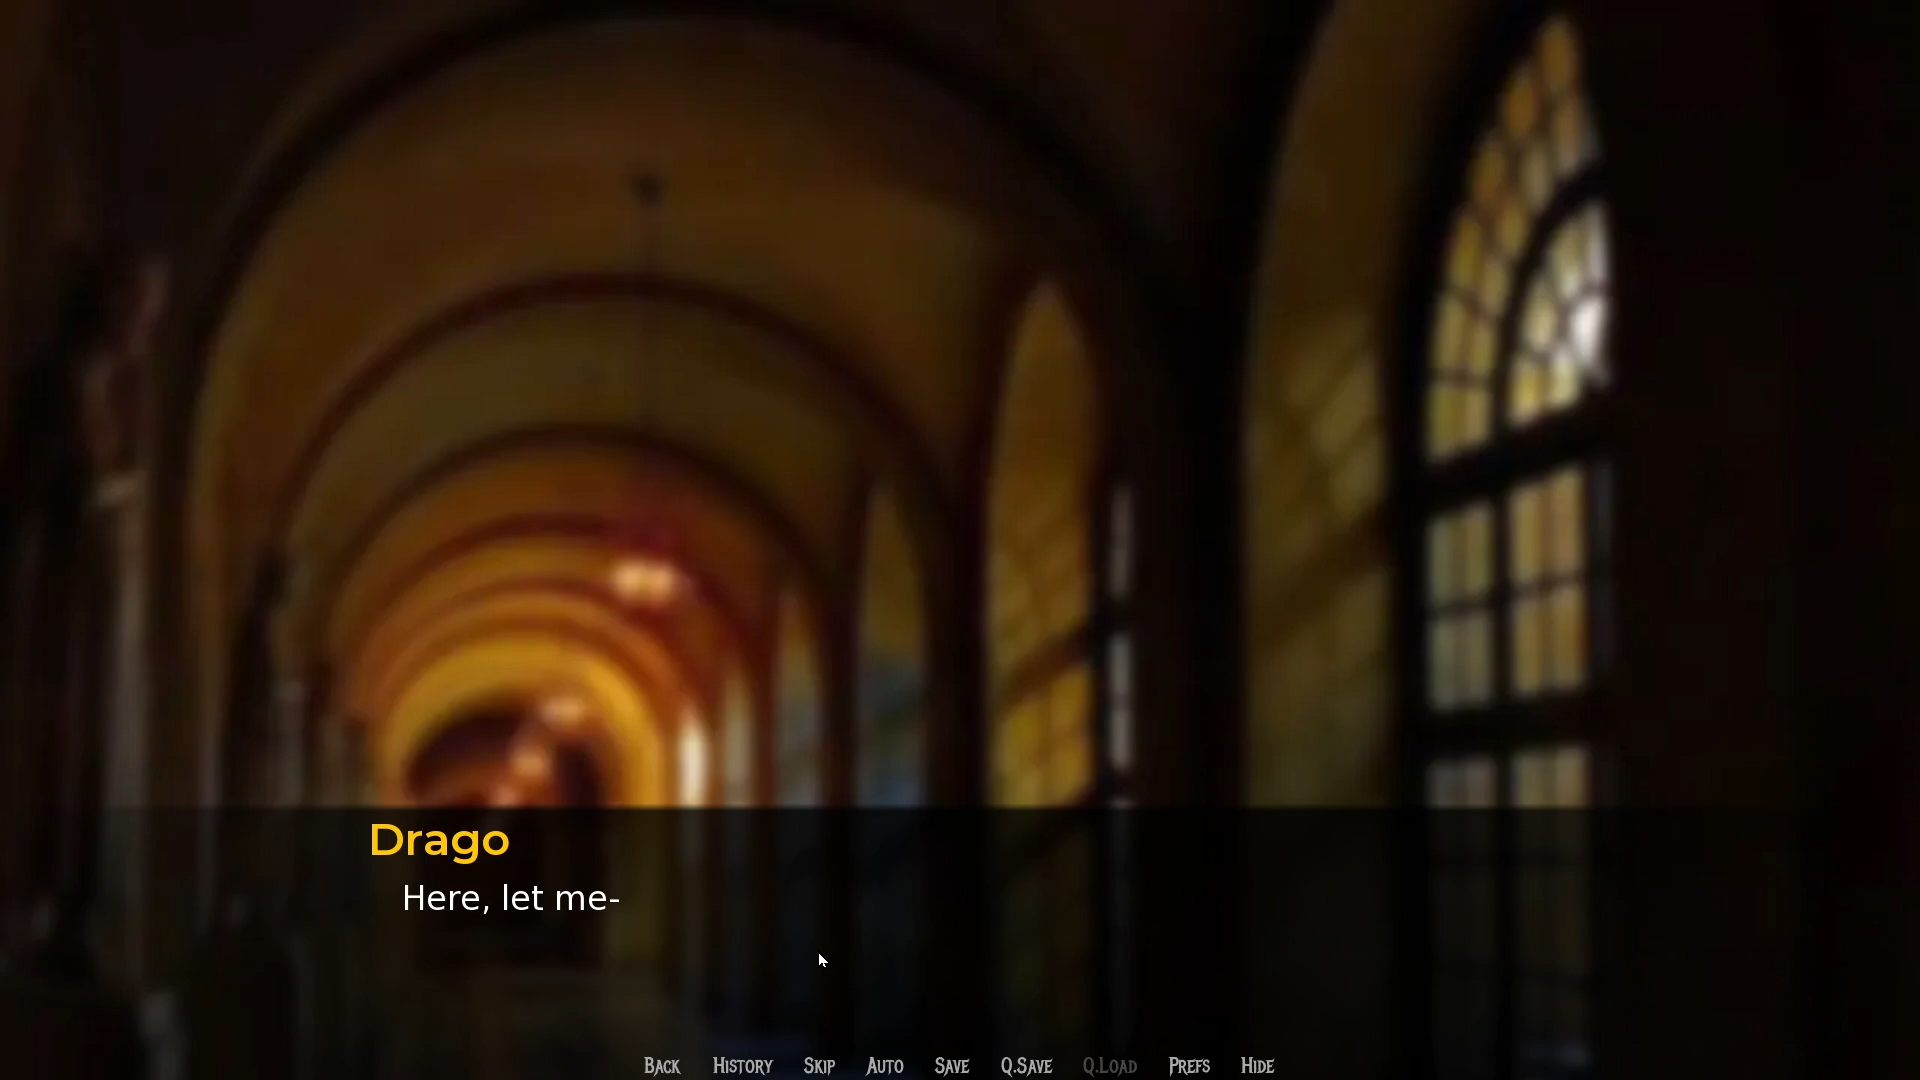 Drago
Here, let me-
Back History Skip Auto Save Q.Save Q.Load Prefs Hide